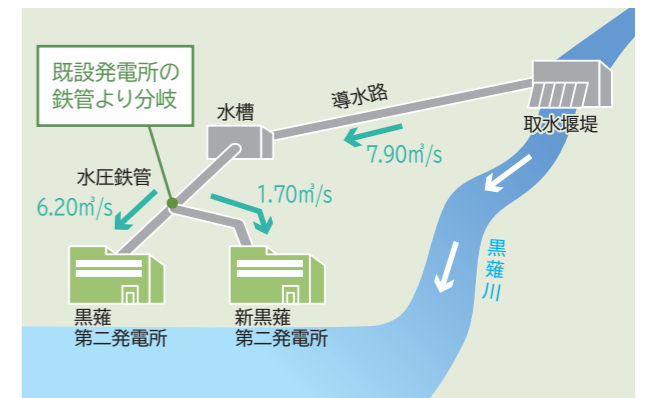 既設発電所の
鉄管より分岐
水槽
導水路
取水堰堤
7.90㎥/s
水圧鉄管
6.20㎥/s
1.70㎥/s
黒薙川
黒薙
第二発電所
新黒薙
第二発電所